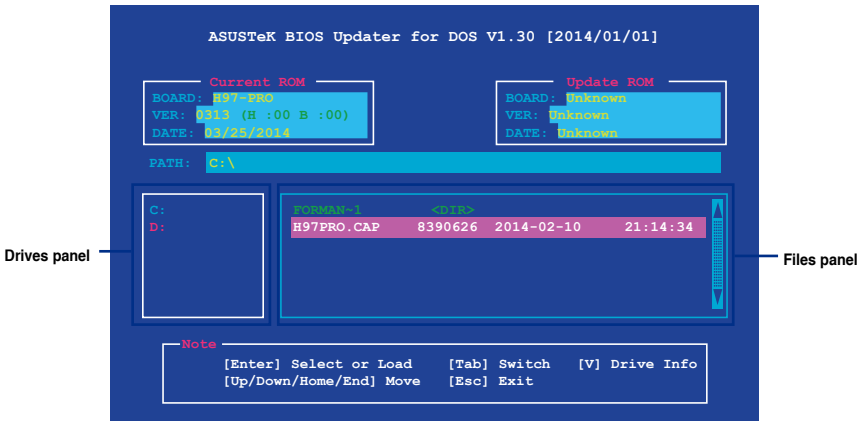 ASUSTeK BIOS Updater for DOS V1.30 [2014/01/01]
Current ROM
BOARD: H97-PRO
VER: 0313 (H :00 B :00)
DATE: 03/25/2014
Update ROM
BOARD: Unknown
VER: Unknown
DATE: Unknown
PATH: C:\
C:
D:
FORMAN~1 <DIR>
H97PRO.CAP 8390626 2014-02-10 21:14:34
Drives panel
Files panel
Note
[Enter] Select or Load [Tab] Switch [V] Drive Info
[Up/Down/Home/End] Move [Esc] Exit